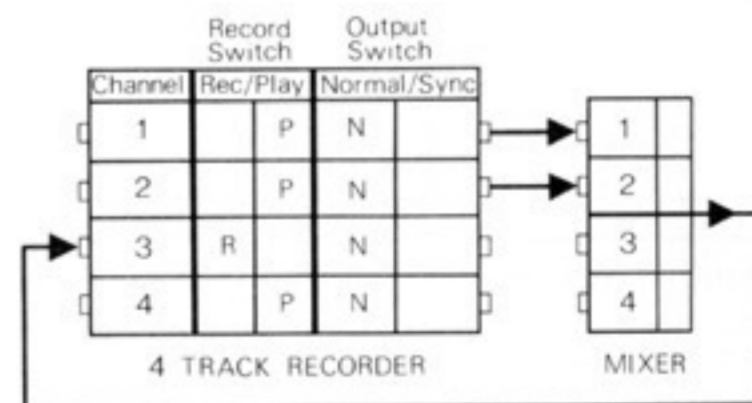 Record Output
Switch Switch
Channel Rec/Play Normal/Sync
1 P N 1
2 P N 2
3 R N 3
4 P N 4
4 TRACK RECORDER MIXER